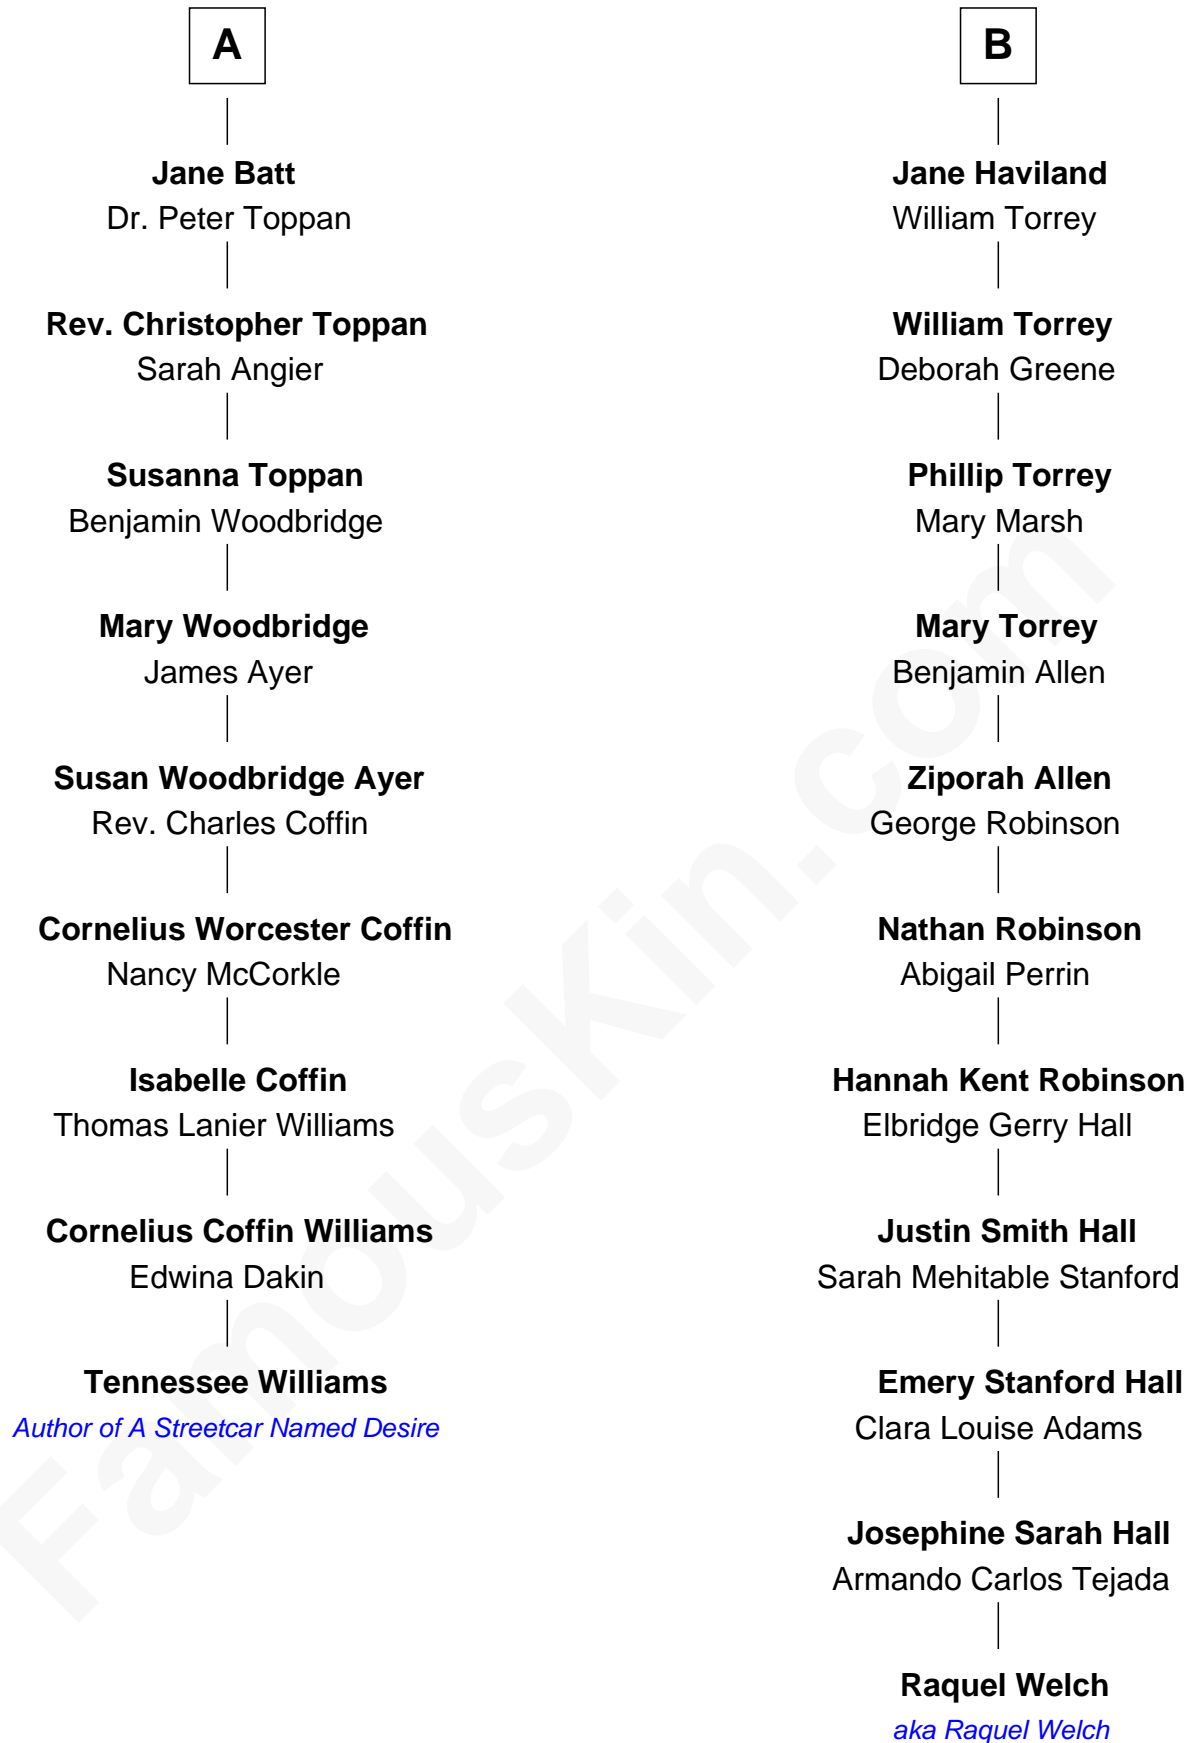 A
Jane Batt
Dr. Peter Toppan
Rev. Christopher Toppan
Sarah Angier
Susanna Toppan
Benjamin Woodbridge
Mary Woodbridge
James Ayer
Susan Woodbridge Ayer
Rev. Charles Coffin
Cornelius Worcester Coffin
Nancy McCorkle
Isabelle Coffin
Thomas Lanier Williams
Cornelius Coffin Williams
Edwina Dakin
Tennessee Williams
Author of A Streetcar Named Desire
B
Jane Haviland
William Torrey
William Torrey
Deborah Greene
Phillip Torrey
Mary Marsh
Mary Torrey
Benjamin Allen
Ziporah Allen
George Robinson
Nathan Robinson
Abigail Perrin
Hannah Kent Robinson
Elbridge Gerry Hall
Justin Smith Hall
Sarah Mehitable Stanford
Emery Stanford Hall
Clara Louise Adams
Josephine Sarah Hall
Armando Carlos Tejada
Raquel Welch
aka Raquel Welch
FamousKin.com